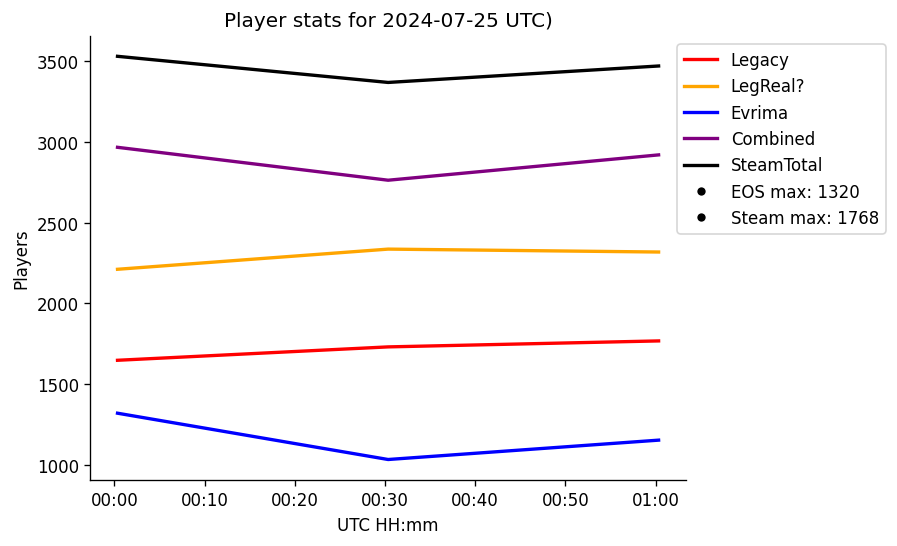 Player stats for 2024-07-25 UTC)
Players
3500
3000
2500
2000
1500
1000
00:00 00:10 00:20 00:30 00:40 00:50 01:00
UTC HH:mm
Legacy
LegReal?
Evrima
Combined
SteamTotal
EOS max: 1320
Steam max: 1768